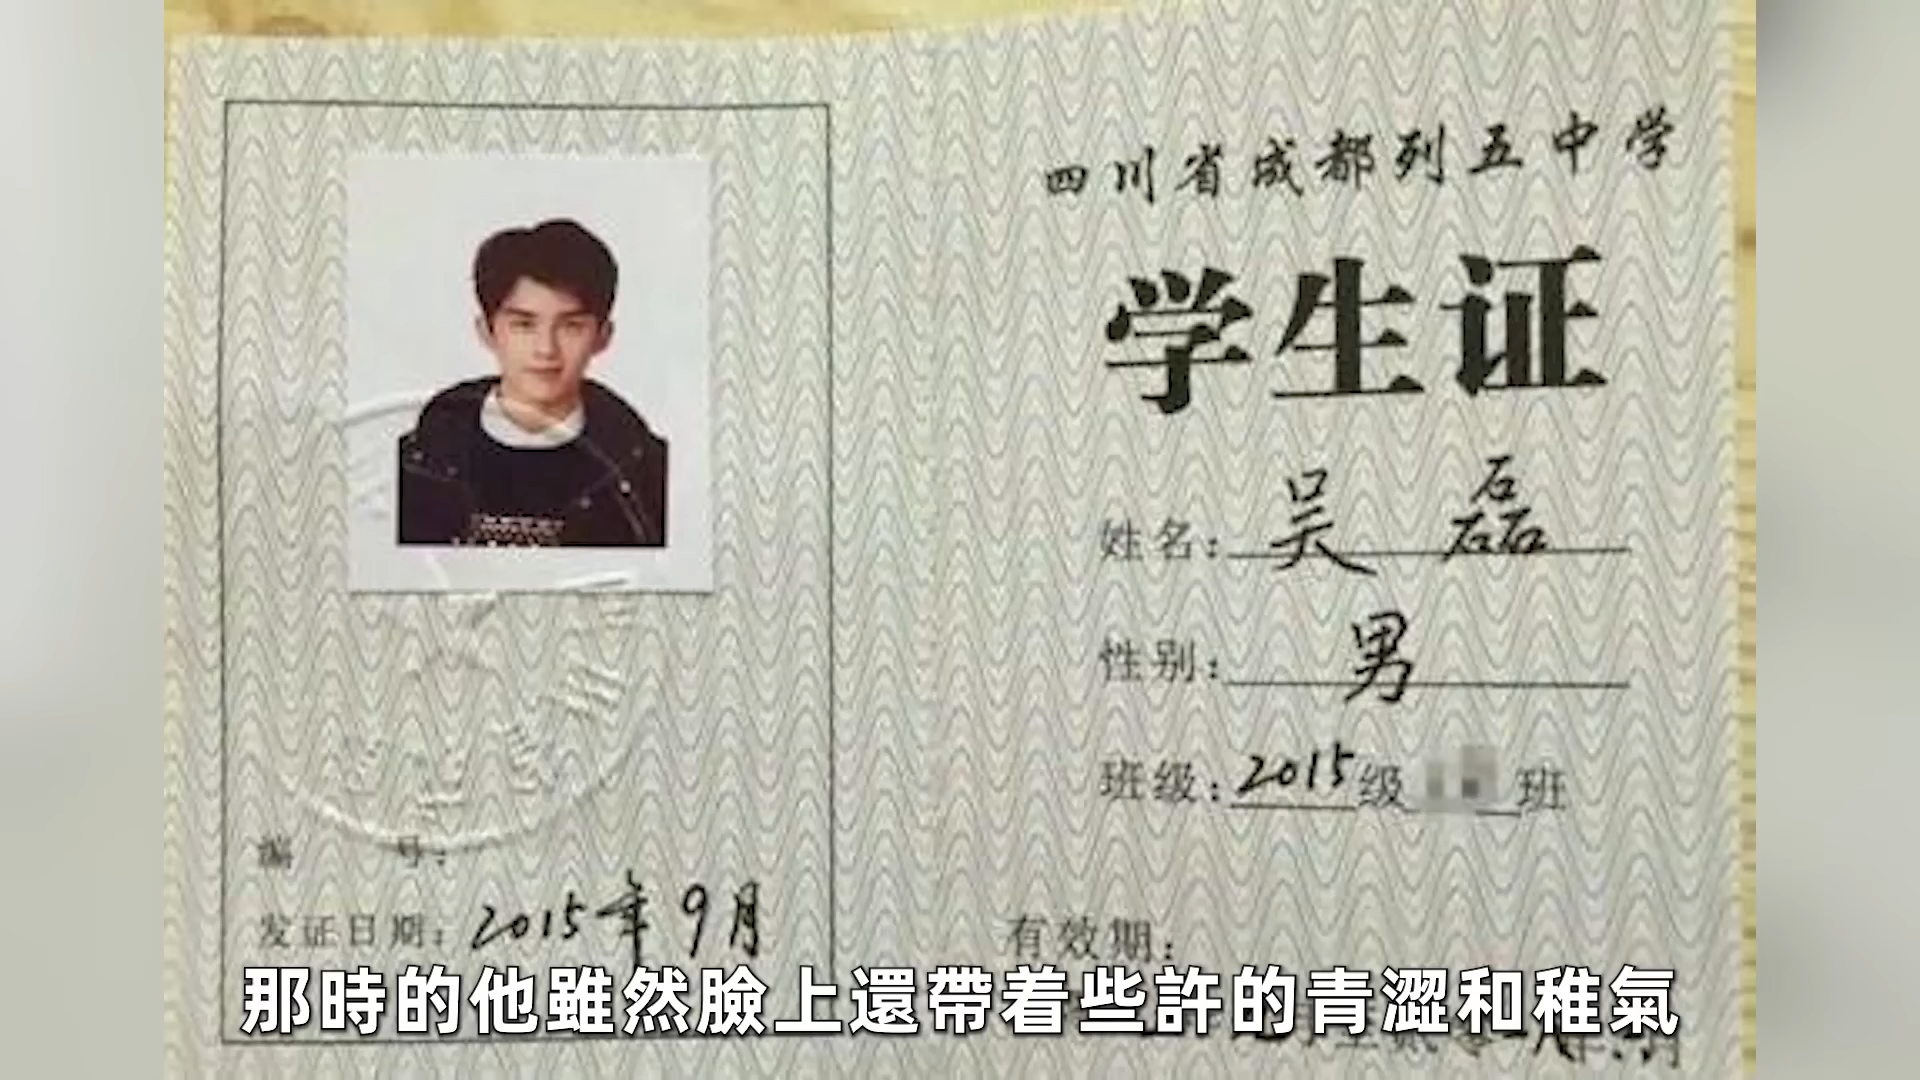 四川省成都列五中学
学生证
姓名：吴磊
性别：男
班级：2015级 班
编 号：
发证日期：2015年9月
有效期：
那時的他雖然臉上還帶着些許的青澀和稚氣